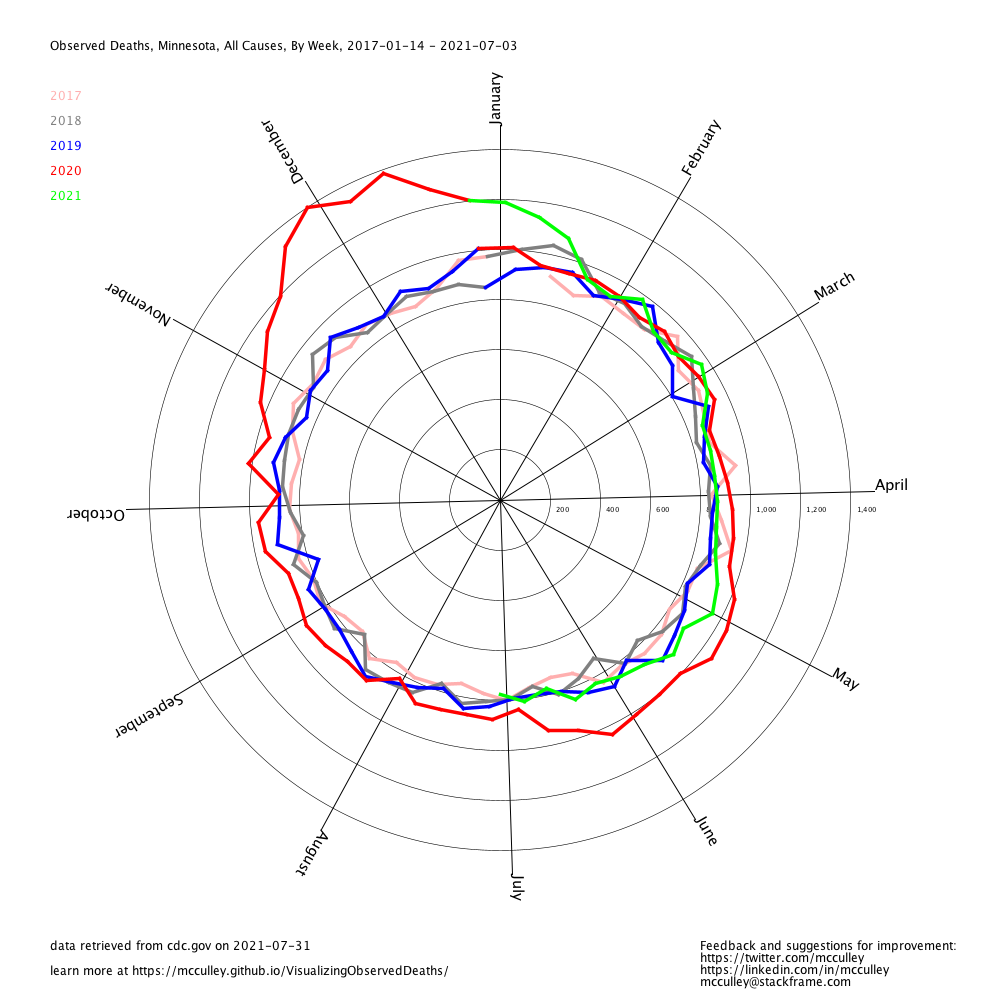 Observed Deaths, Minnesota, All Causes, By Week, 2017-01-14 - 2021-07-03
2017
2018
2019
2020
2021
January
February
March
April
May
June
July
August
September
October
November
December
200
400
600
8
1,000
1,200
1,400
data retrieved from cdc.gov on 2021-07-31
learn more at https://mcculley.github.io/VisualizingObservedDeaths/
Feedback and suggestions for improvement:
https://twitter.com/mcculley
https://linkedin.com/in/mcculley
mcculley@stackframe.com